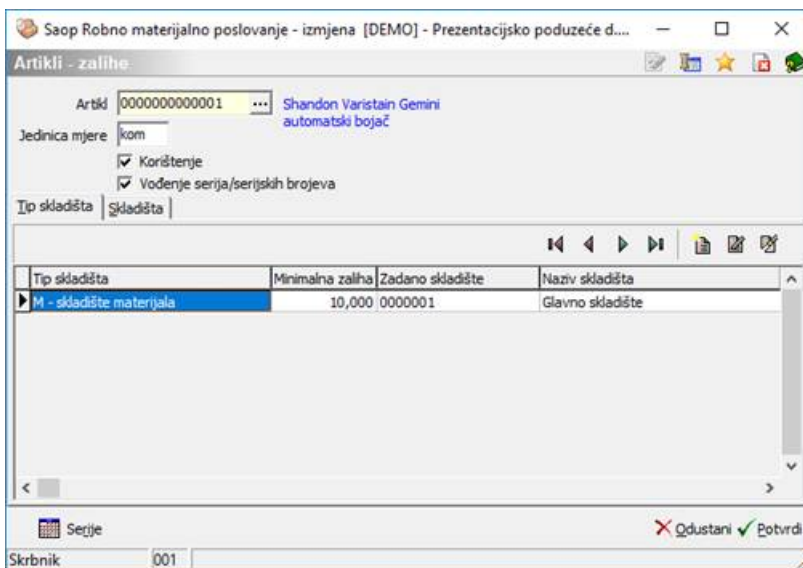 Saop Robno materijalno poslovanje - izmjena [DEMO] - Prezentacijsko poduzeće d....
Artikli - zalihe
Artikl 0000000000001 ... Shandon Varistain Gemini
automatski bojač
Jedinica mjere kom
Korištenje
Vođenje serija/serijskih brojeva
Tip skladišta Skladišta
Tip skladišta Minimalna zaliha Zadano skladište Naziv skladišta
M - skladište materijala 10,000 0000001 Glavno skladište
Serije Odustani Potvrdi
Skrbnik 001